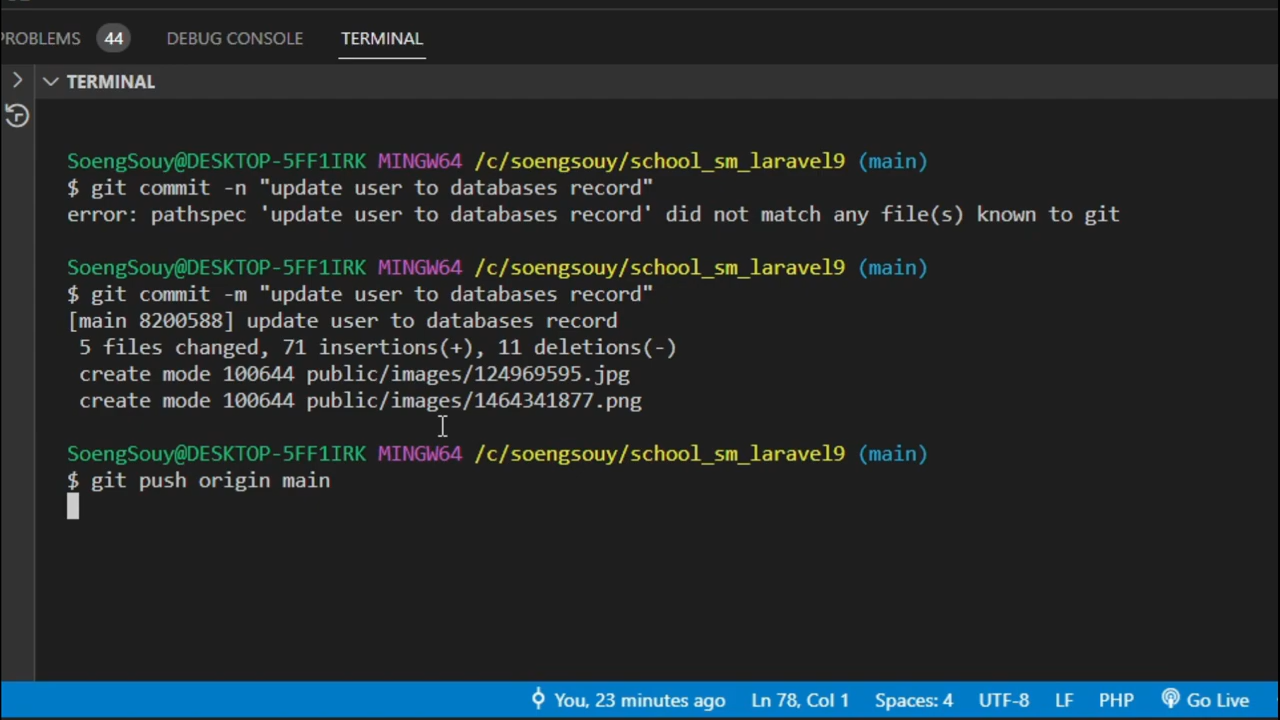 PROBLEMS 44 DEBUG CONSOLE TERMINAL
TERMINAL
SoengSouy@DESKTOP-5FF1IRK MINGW64 /c/soengsouy/school_sm_laravel9 (main)
$ git commit -n "update user to databases record"
error: pathspec 'update user to databases record' did not match any file(s) known to git
SoengSouy@DESKTOP-5FF1IRK MINGW64 /c/soengsouy/school_sm_laravel9 (main)
$ git commit -m "update user to databases record"
[main 8200588] update user to databases record
5 files changed, 71 insertions(+), 11 deletions(-)
create mode 100644 public/images/124969595.jpg
create mode 100644 public/images/1464341877.png
SoengSouy@DESKTOP-5FF1IRK MINGW64 /c/soengsouy/school_sm_laravel9 (main)
$ git push origin main
You, 23 minutes ago Ln 78, Col 1 Spaces: 4 UTF-8 LF PHP Go Live